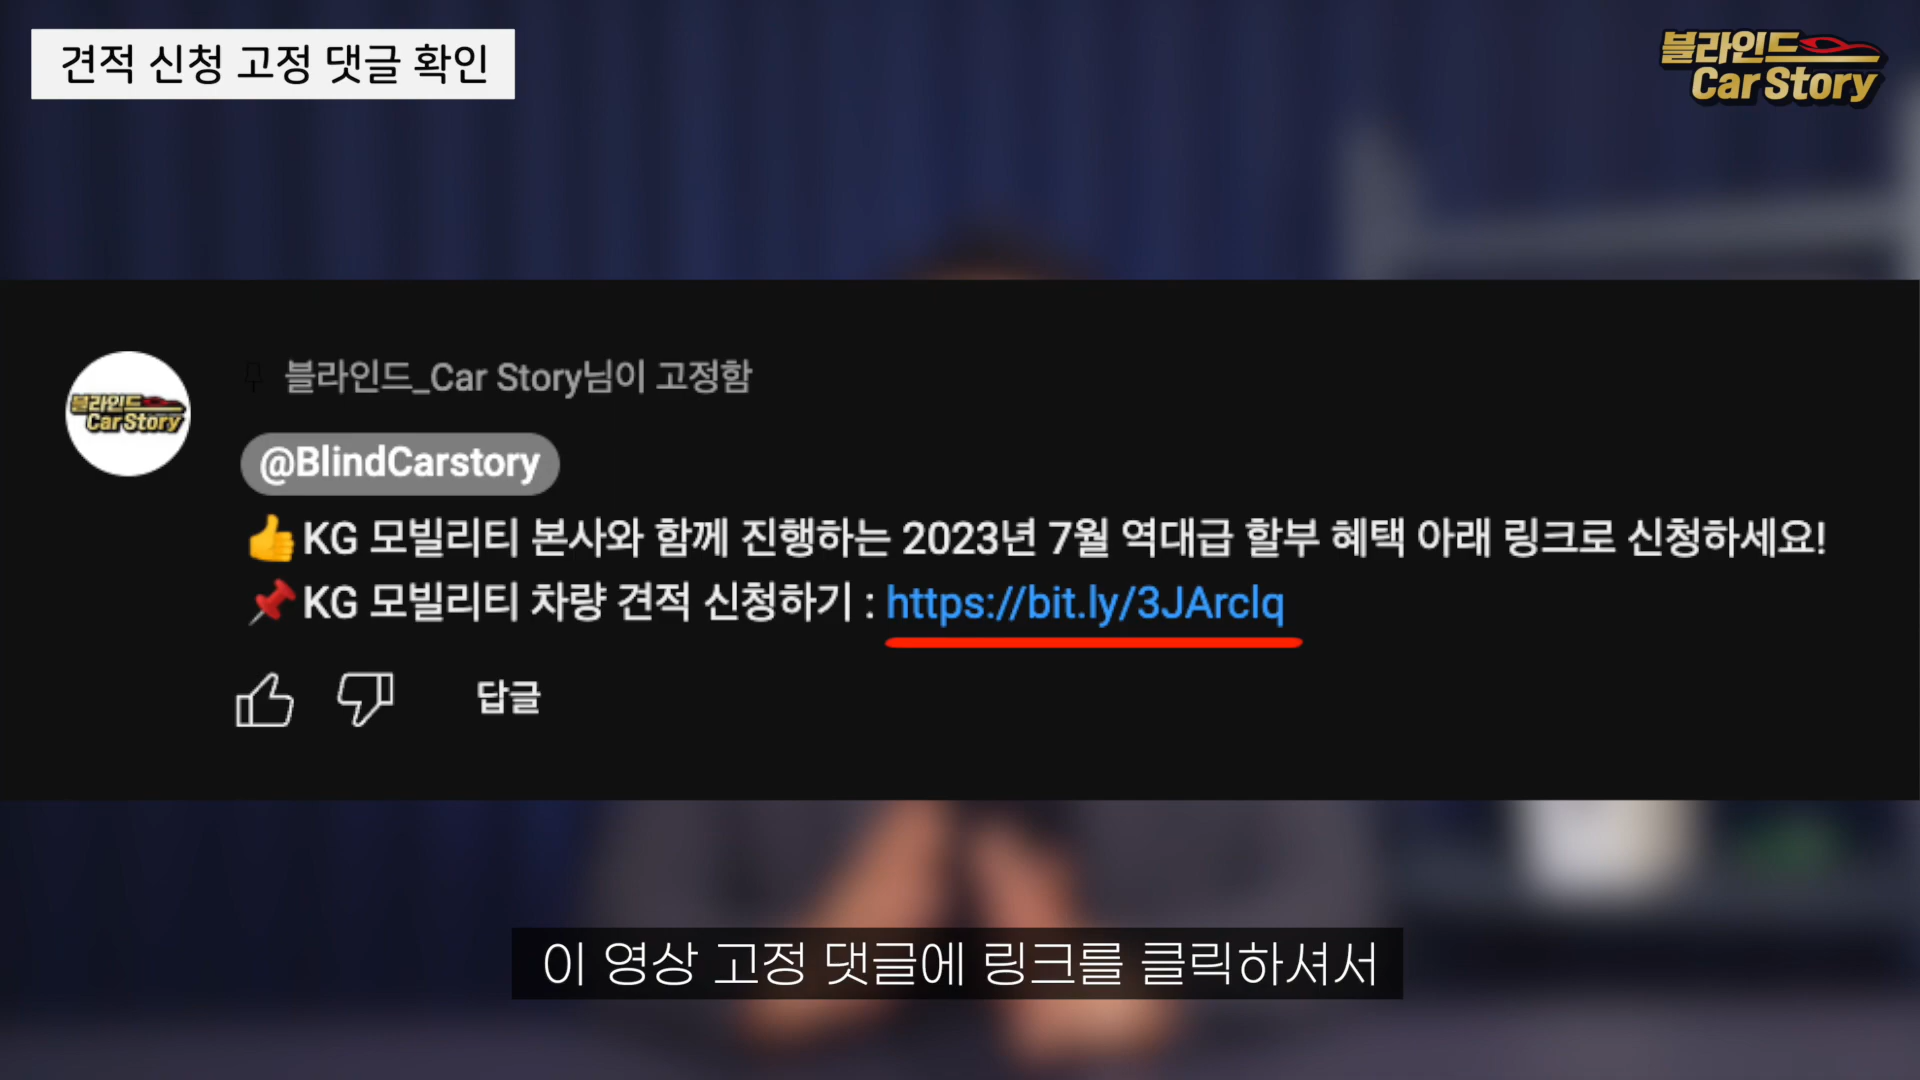 견적 신청 고정 댓글 확인
블라인드
Car Story
블라인드
Car Story
블라인드_Car Story님이 고정함
@BlindCarstory
👍KG 모빌리티 본사와 함께 진행하는 2023년 7월 역대급 할부 혜택 아래 링크로 신청하세요!
📌KG 모빌리티 차량 견적 신청하기 : https://bit.ly/3JArclq
답글
이 영상 고정 댓글에 링크를 클릭하셔서